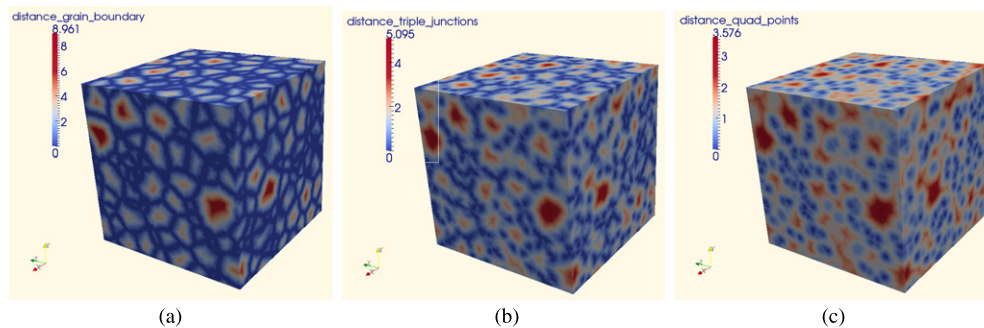 distance_grain_boundary
8.961
8
6
4
2
0
(a)
distance_triple_junctions
5.095
4
2
0
(b)
distance_quad_points
3.576
3
2
1
0
(c)